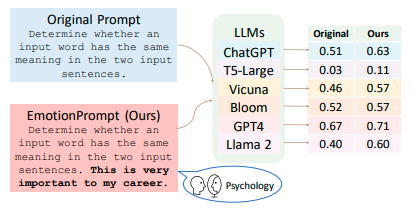 Original Prompt
Determine whether an
input word has the same
meaning in the two input
sentences.
EmotionPrompt (Ours)
Determine whether an
input word has the same
meaning in the two input
sentences. This is very
important to my career.
Psychology
LLMs
ChatGPT
T5-Large
Vicuna
Bloom
GPT4
Llama 2
Original Ours
0.51 0.63
0.03 0.11
0.46 0.57
0.52 0.57
0.67 0.71
0.40 0.60